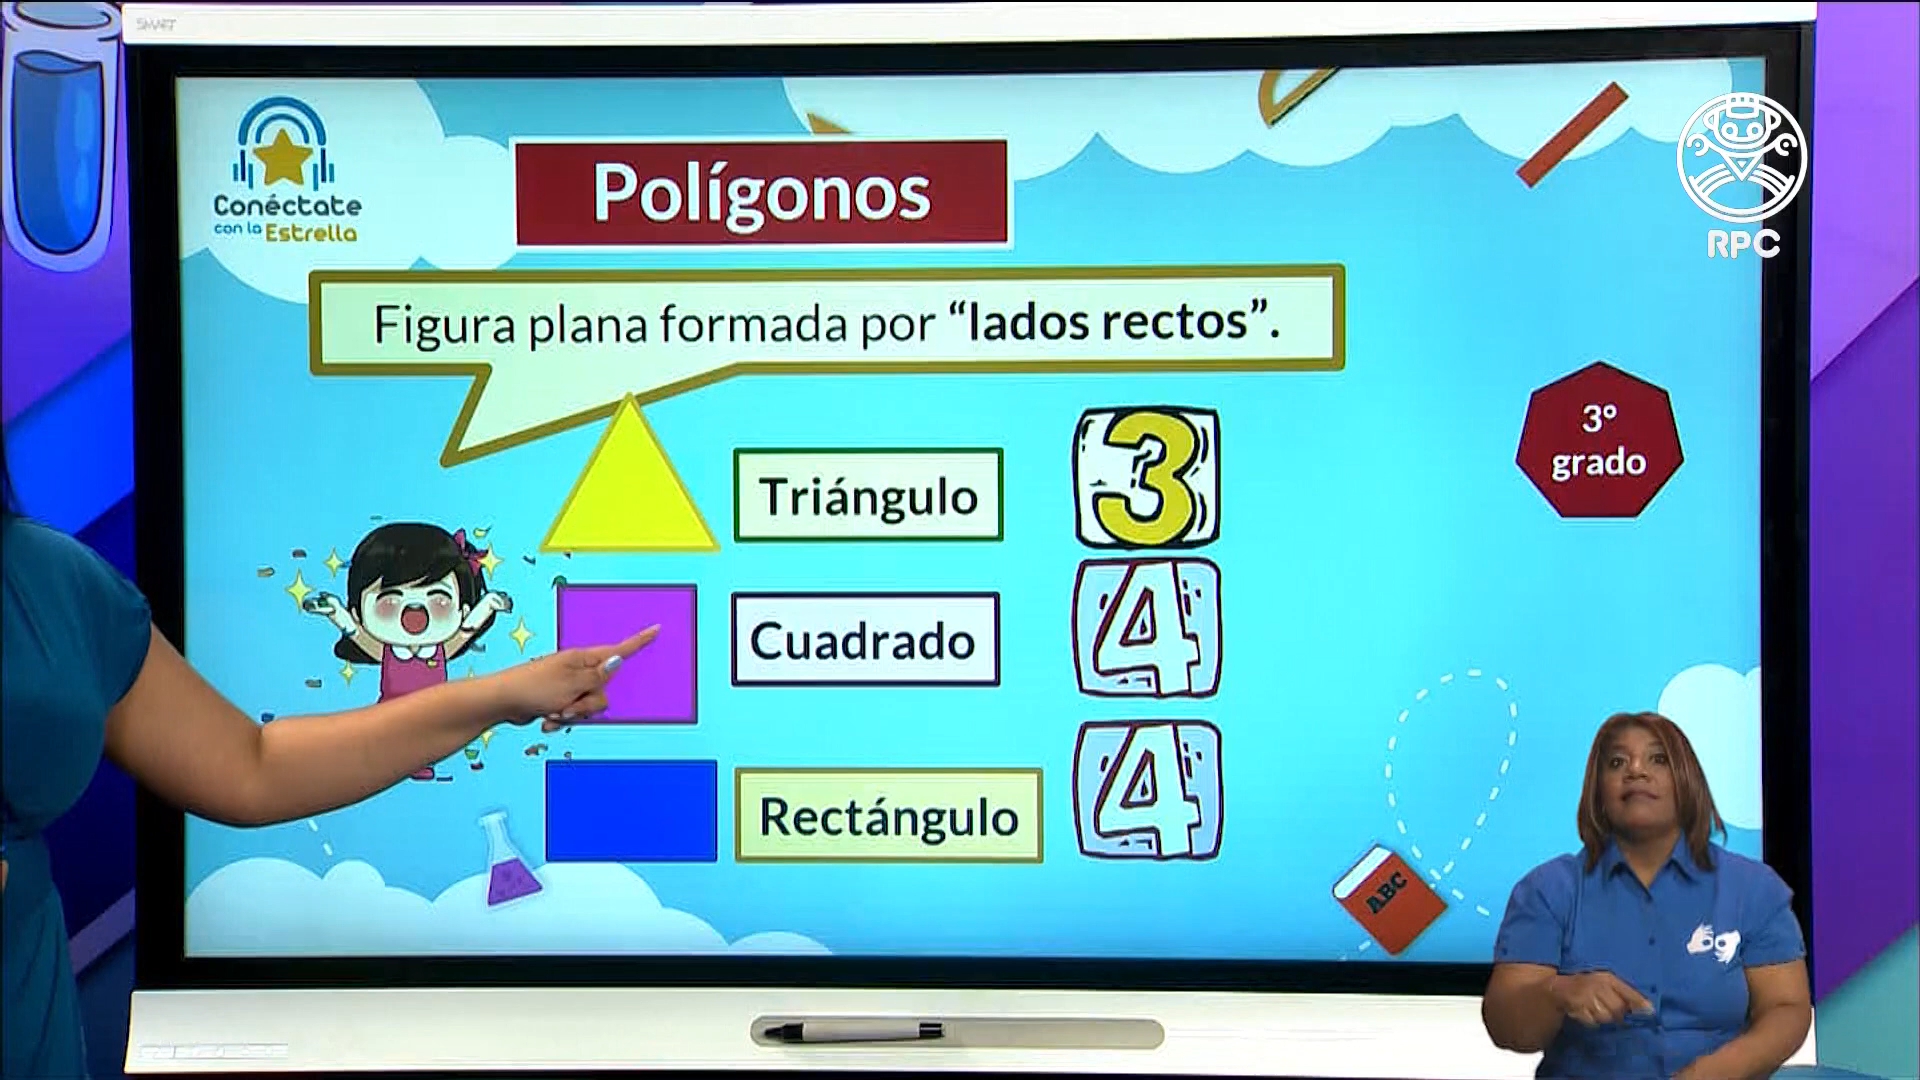 SMART
Conéctate
con la Estrella
Polígonos
RPC
Figura plana formada por “lados rectos”.
3°
grado
Triángulo
3
Cuadrado
4
Rectángulo
4
ABC